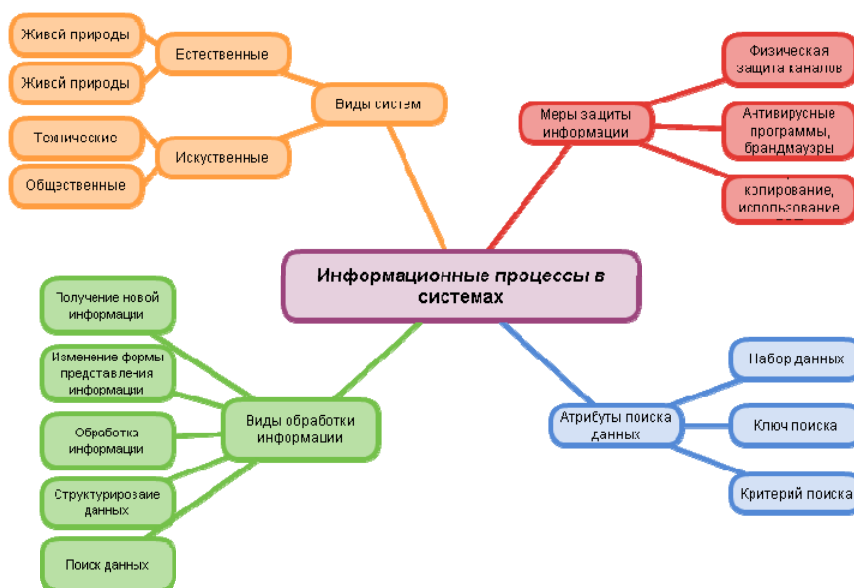 Живой природы
Живой природы
Естественные
Виды систем
Технические
Общественные
Искуственные
Физическая
защита каналов
Меры защиты
информации
Антивирусные
программы,
брандмауэры
копирование,
использование
Информационные процессы в
системах
Получение новой
информации
Изменение формы
представления
информации
Обработка
информации
Структурироваие
данных
Поиск данных
Виды обработки
информации
Атрибуты поиска
данных
Набор данных
Ключ поиска
Критерий поиска